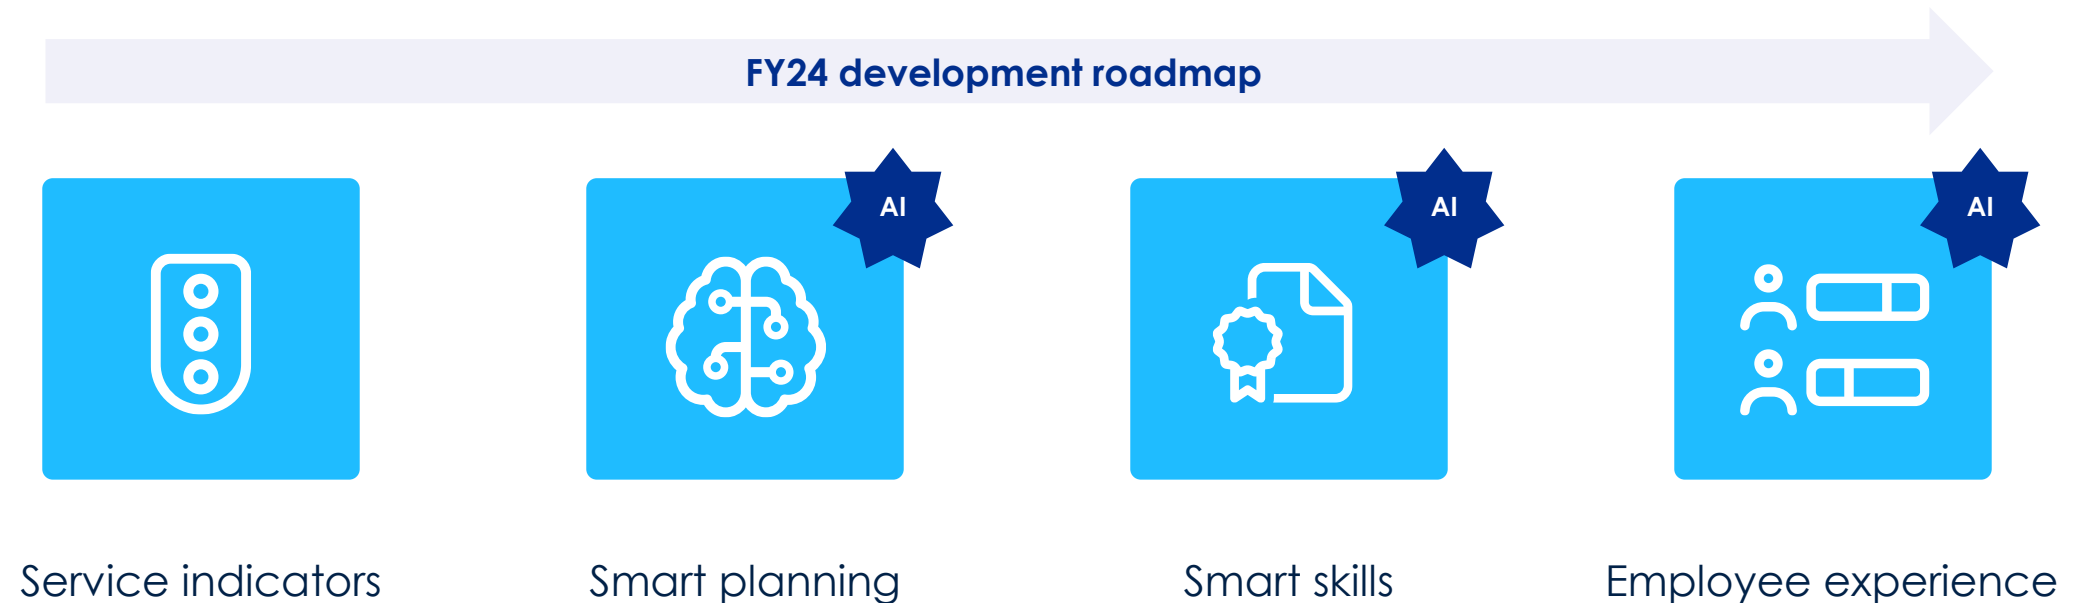 FY24 development roadmap
AI
AI
AI
Service indicators
Smart planning
Smart skills
Employee experience